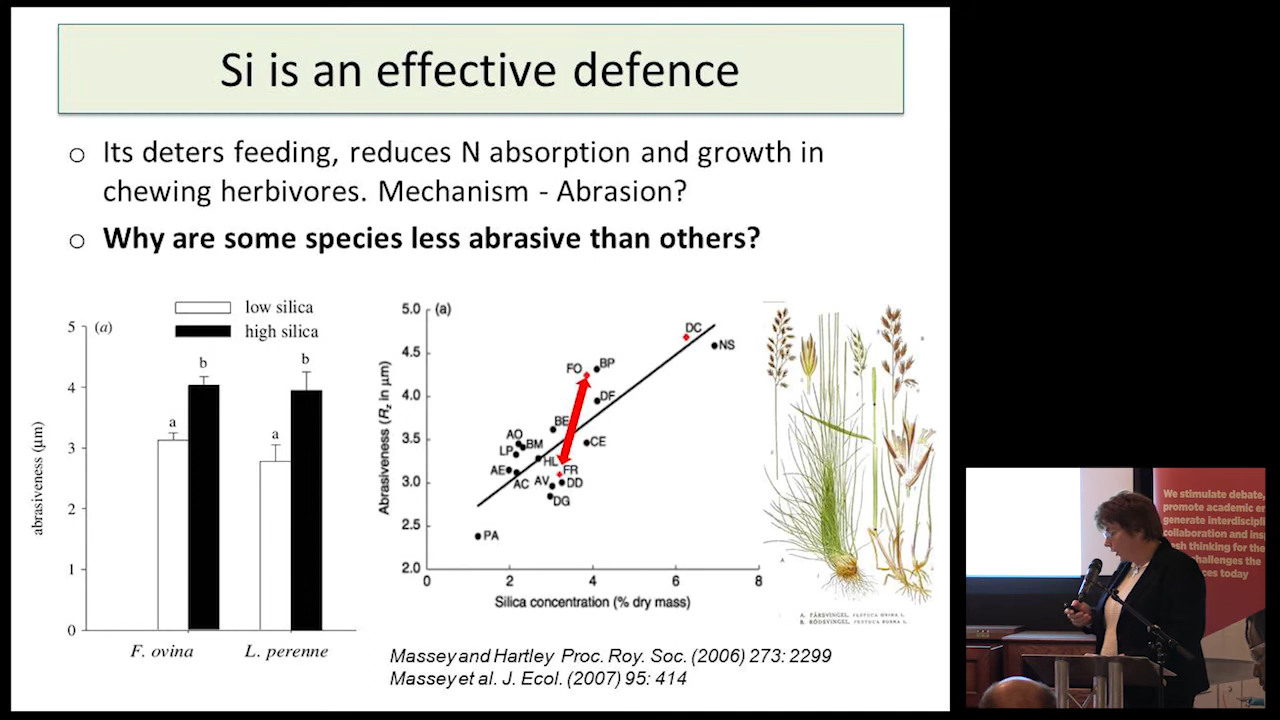 Si is an effective defence
Its deters feeding, reduces N absorption and growth in
chewing herbivores. Mechanism - Abrasion?
Why are some species less abrasive than others?
low silica
high silica
(a)
abrasiveness (µm)
5
4
3
2
1
0
a
b
a
b
F. ovina
L. perenne
(a)
Abrasiveness (Rz in µm)
5.0
4.5
4.0
3.5
3.0
2.5
2.0
DC
NS
FO
BP
DF
BE
CE
AO
BM
LP
HL
AE
AC
FR
AV
DD
DG
PA
0
2
4
6
8
Silica concentration (% dry mass)
A. FÅRSVINGEL, FESTUCA OVINA L.
B. RÖDSVINGEL, FESTUCA RUBRA L.
Massey and Hartley Proc. Roy. Soc. (2006) 273: 2299
Massey et al. J. Ecol. (2007) 95: 414
We stimulate debate,
promote academic
generate
collaboration and
thinking for the
challenges the
today